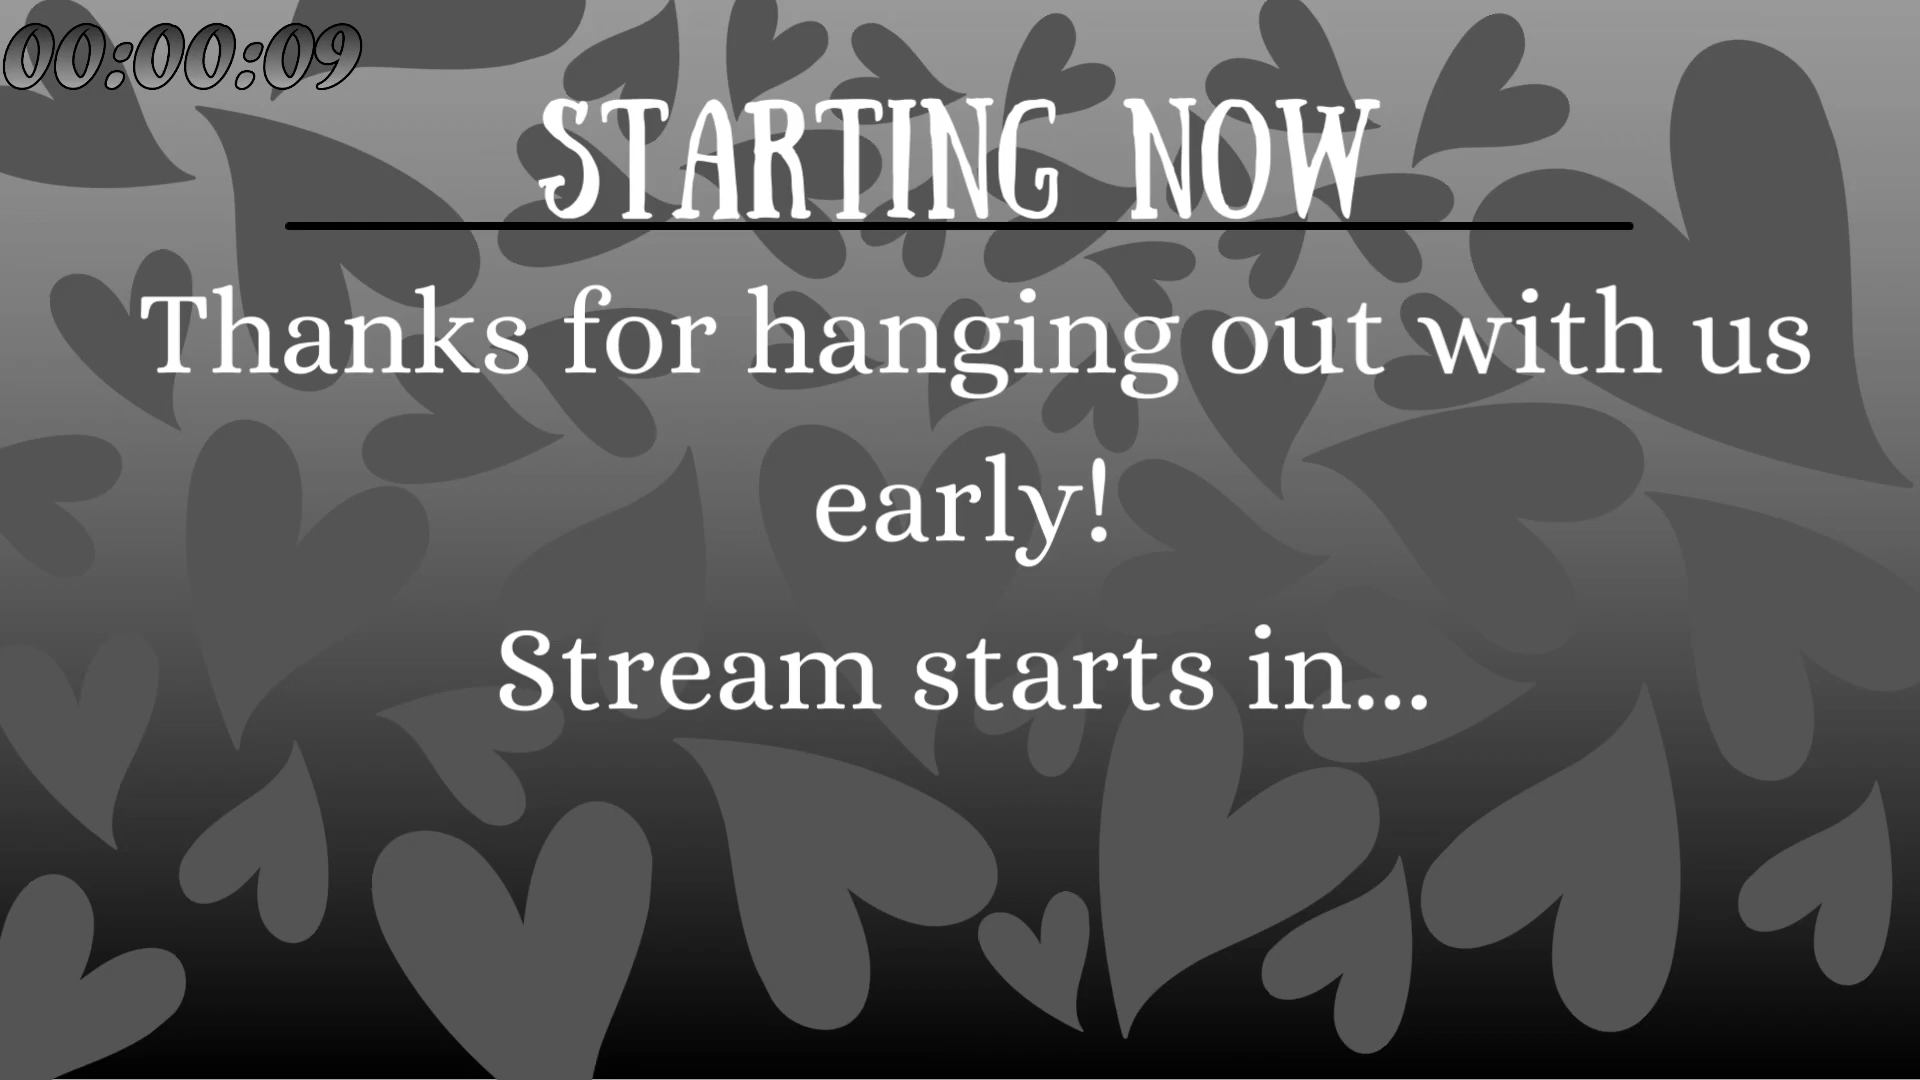 00:00:09
STARTING NOW
Thanks for hanging out with us
early!
Stream starts in...